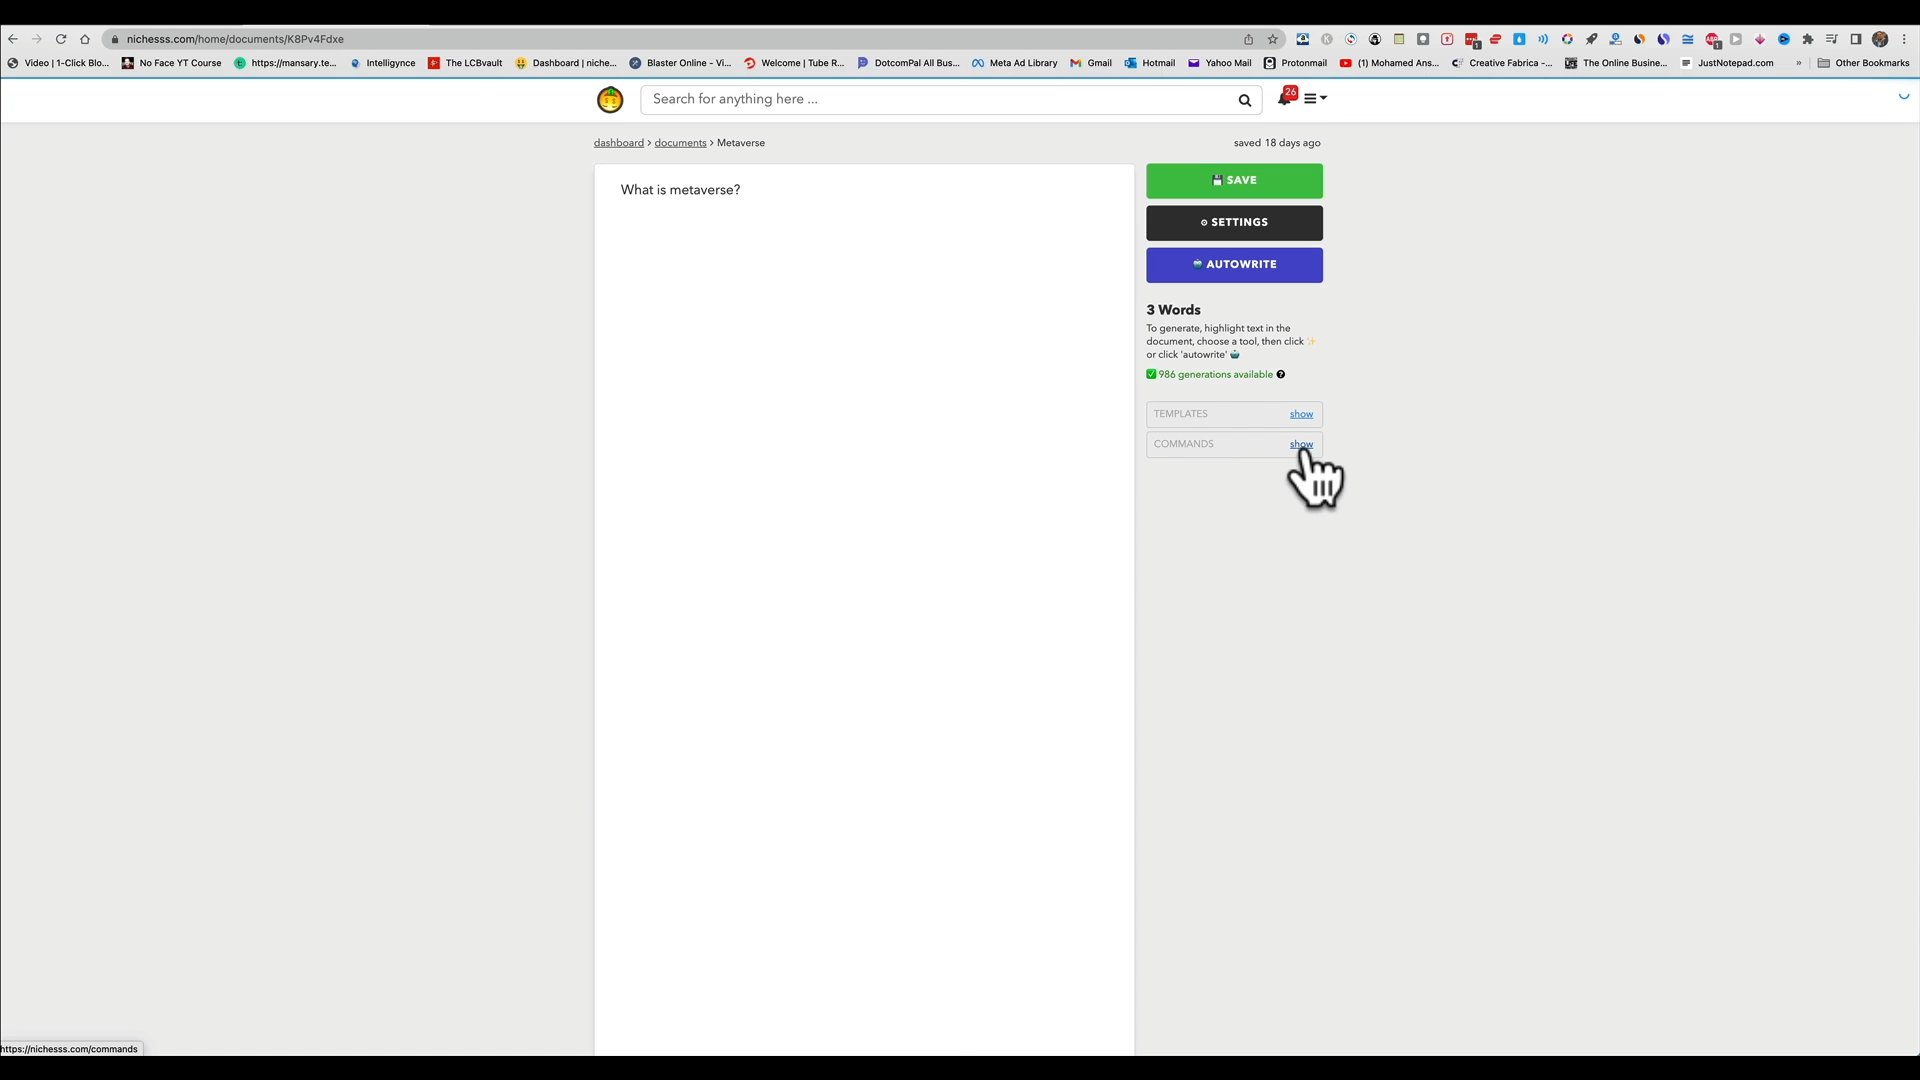 nichesss.com/home/documents/K8Pv4Fdxe
Video | 1-Click Blo... No Face YT Course https://mansary.te... Intelligynce The LCBvault Dashboard | niche... Blaster Online - Vi... Welcome | Tube R... DotcomPal All Bus... Meta Ad Library Gmail Hotmail Yahoo Mail Protonmail (1) Mohamed Ans... Creative Fabrica -... The Online Busine... JustNotepad.com » Other Bookmarks
Search for anything here ... 26
dashboard > documents > Metaverse saved 18 days ago
What is metaverse?
SAVE
SETTINGS
AUTOWRITE
3 Words
To generate, highlight text in the
document, choose a tool, then click ✨
or click 'autowrite'
986 generations available
TEMPLATES show
COMMANDS show
https://nichesss.com/commands